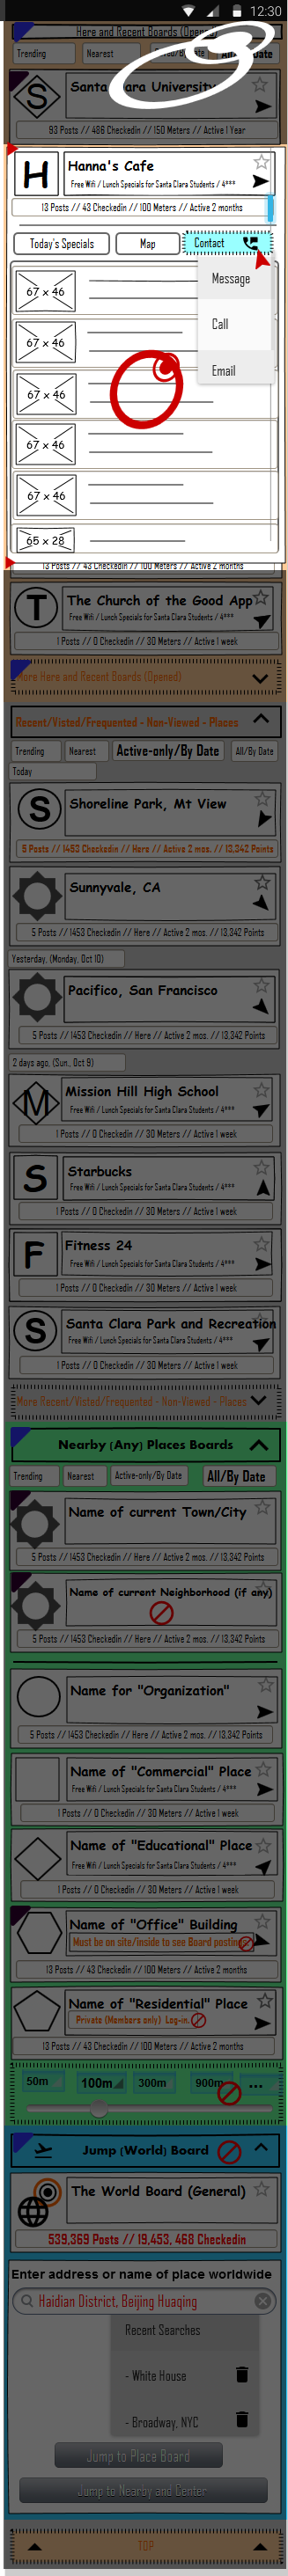 12:30
Here and Recent Boards (Opened)
Trending
Nearest
Date
S
Santa Clara University
93 Posts // 486 Checkedin // 150 Meters // Active 1 Year
H
Hanna's Cafe
Free Wifi / Lunch Specials for Santa Clara Students / 4***
13 Posts // 43 Checkedin // 100 Meters // Active 2 months
Today's Specials
Map
Contact
Message
Call
Email
67 x 46
67 x 46
67 x 46
67 x 46
67 x 46
65 x 28
13 Posts // 43 Checkedin // 100 Meters // Active 2 months
T
The Church of the Good App
Free Wifi / Lunch Specials for Santa Clara Students / 4***
1 Posts // 0 Checkedin // 30 Meters // Active 1 week
More Here and Recent Boards (Opened)
Recent/Visted/Frequented - Non-Viewed - Places
Trending
Nearest
Active-only/By Date
All/By Date
Today
S
Shoreline Park, Mt View
5 Posts // 1453 Checkedin // Here // Active 2 mos. // 13,342 Points
Sunnyvale, CA
5 Posts // 1453 Checkedin // Here // Active 2 mos. // 13,342 Points
Yesterday, (Monday, Oct 10)
Pacifico, San Francisco
5 Posts // 1453 Checkedin // Here // Active 2 mos. // 13,342 Points
2 days ago, (Sun., Oct 9)
M
Mission Hill High School
Free Wifi / Lunch Specials for Santa Clara Students / 4***
1 Posts // 0 Checkedin // 30 Meters // Active 1 week
S
Starbucks
Free Wifi / Lunch Specials for Santa Clara Students / 4***
1 Posts // 0 Checkedin // 30 Meters // Active 1 week
F
Fitness 24
Free Wifi / Lunch Specials for Santa Clara Students / 4***
1 Posts // 0 Checkedin // 30 Meters // Active 1 week
S
Santa Clara Park and Recreation
Free Wifi / Lunch Specials for Santa Clara Students / 4***
1 Posts // 0 Checkedin // 30 Meters // Active 1 week
More Recent/Visted/Frequented - Non-Viewed - Places
Nearby (Any) Places Boards
Trending
Nearest
Active-only/By Date
All/By Date
Name of current Town/City
5 Posts // 1453 Checkedin // Here // Active 2 mos. // 13,342 Points
Name of current Neighborhood (if any)
5 Posts // 1453 Checkedin // Here // Active 2 mos. // 13,342 Points
Name for "Organization"
5 Posts // 1453 Checkedin // Here // Active 2 mos. // 13,342 Points
Name of "Commercial" Place
Free Wifi / Lunch Specials for Santa Clara Students / 4***
1 Posts // 0 Checkedin // 30 Meters // Active 1 week
Name of "Educational" Place
Free Wifi / Lunch Specials for Santa Clara Students / 4***
1 Posts // 0 Checkedin // 30 Meters // Active 1 week
Name of "Office" Building
Must be on site/inside to see Board
13 Posts // 43 Checkedin // 100 Meters // Active 2 months
Name of "Residential" Place
Private (Members only) Log-in.
13 Posts // 43 Checkedin // 100 Meters // Active 2 months
50m
100m
300m
900m
...
Jump (World) Board
The World Board (General)
539,369 Posts // 19,453, 468 Checkedin
Enter address or name of place worldwide
Haidian District, Beijing Huaqing
Recent Searches
- White House
- Broadway, NYC
Jump to Place Board
Jump to Nearby and Center
TOP